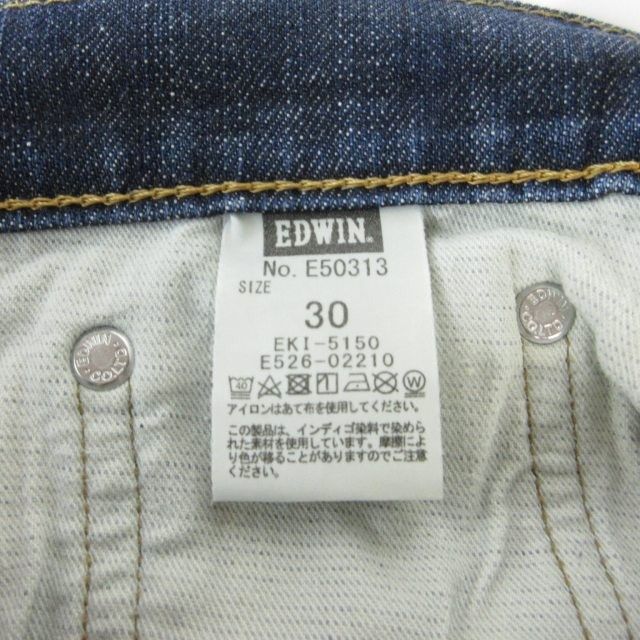 EDWIN
No. E50313
SIZE
30
EKI-5150
E526-02210
アイロンはあて布を使用してください。
この製品は、インディゴ染料で染めら
れた素材を使用しています。摩擦によ
り色が移ることがありますのでご注意
ください。
EDWIN
EDWIN